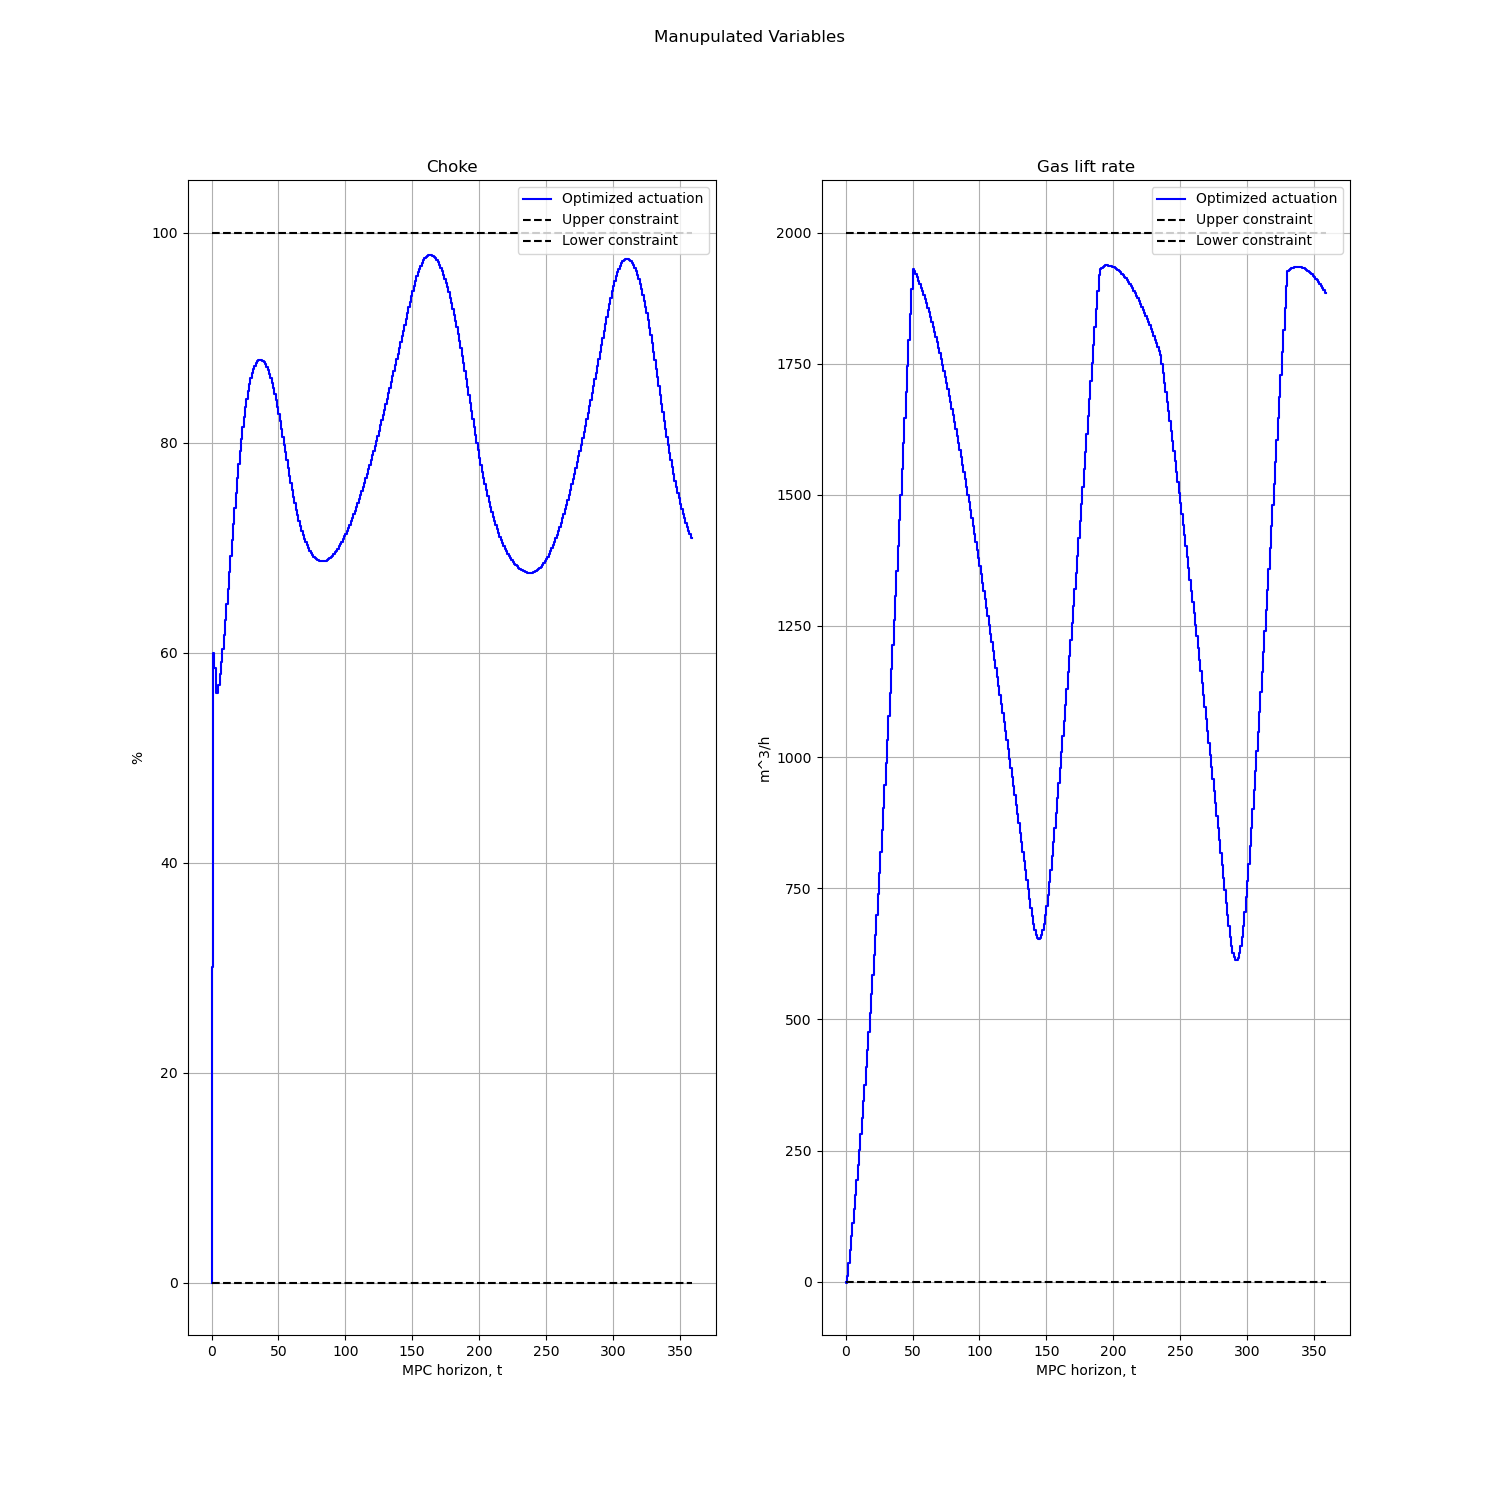 Manupulated Variables
Choke
Optimized actuation
Upper constraint
Lower constraint
100
80
60
40
20
0
%
0 50 100 150 200 250 300 350
MPC horizon, t
Gas lift rate
Optimized actuation
Upper constraint
Lower constraint
2000
1750
1500
1250
1000
750
500
250
0
m^3/h
0 50 100 150 200 250 300 350
MPC horizon, t